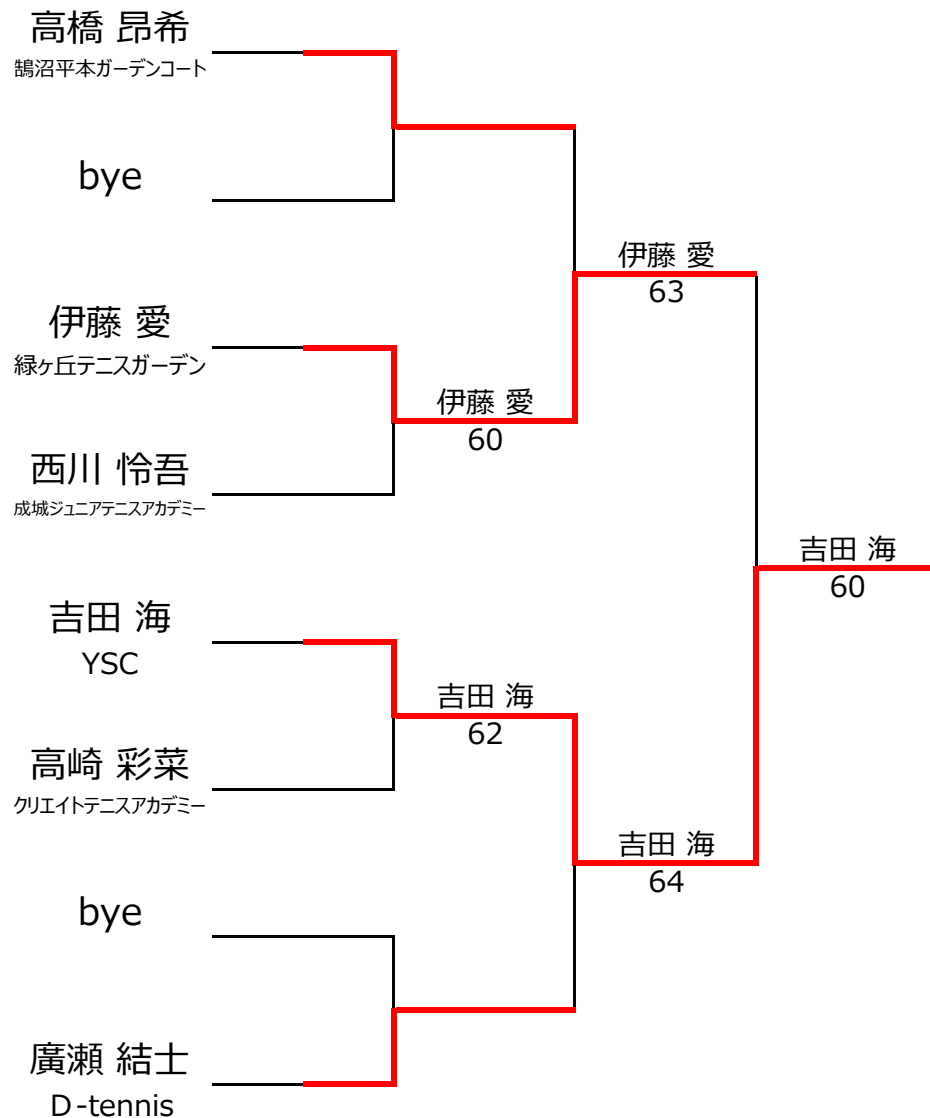 高橋 昂希
鵠沼平本ガーデンコート
bye
伊藤 愛
63
伊藤 愛
緑ヶ丘テニスガーデン
伊藤 愛
60
西川 怜吾
成城ジュニアテニスアカデミー
吉田 海
60
吉田 海
YSC
吉田 海
62
高崎 彩菜
クリエイトテニスアカデミー
吉田 海
64
bye
廣瀬 結士
D-tennis